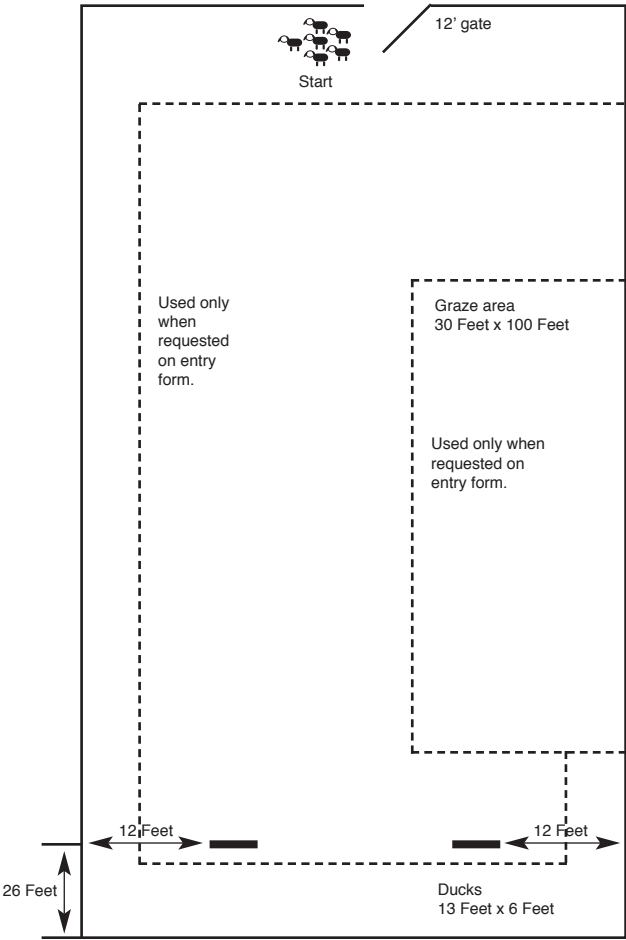 12’ gate
Start
Used only
when
requested
on entry
form.
Graze area
30 Feet x 100 Feet
Used only when
requested on
entry form.
12 Feet
12 Feet
26 Feet
Ducks
13 Feet x 6 Feet